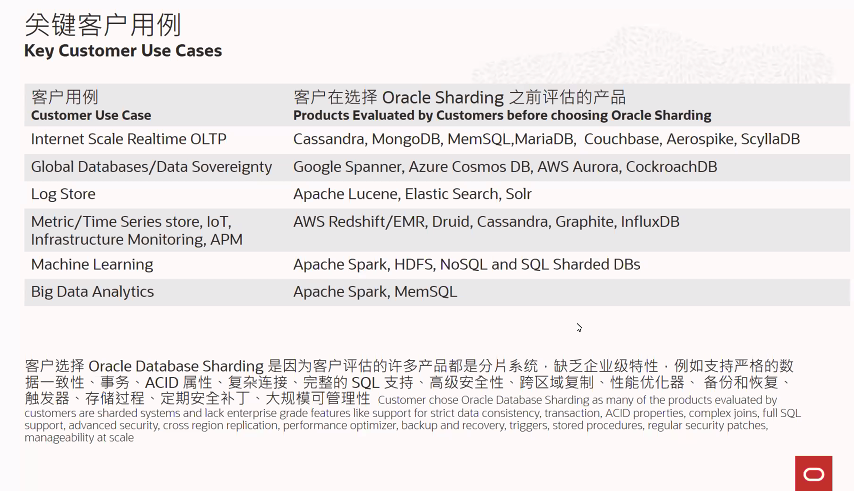 关键客户用例
Key Customer Use Cases
客户用例 客户在选择 Oracle Sharding 之前评估的产品
Customer Use Case Products Evaluated by Customers before choosing Oracle Sharding
Internet Scale Realtime OLTP Cassandra, MongoDB, MemSQL,MariaDB, Couchbase, Aerospike, ScyllaDB
Global Databases/Data Sovereignty Google Spanner, Azure Cosmos DB, AWS Aurora, CockroachDB
Log Store Apache Lucene, Elastic Search, Solr
Metric/Time Series store, IoT, AWS Redshift/EMR, Druid, Cassandra, Graphite, InfluxDB
Infrastructure Monitoring, APM
Machine Learning Apache Spark, HDFS, NoSQL and SQL Sharded DBs
Big Data Analytics Apache Spark, MemSQL
客户选择 Oracle Database Sharding 是因为客户评估的许多产品都是分片系统，缺乏企业级特性，例如支持严格的数
据一致性、事务、ACID 属性、复杂连接、完整的 SQL 支持、高级安全性、跨区域复制、性能优化器、备份和恢复、
触发器、存储过程、定期安全补丁、大规模可管理性 Customer chose Oracle Database Sharding as many of the products evaluated by
customers are sharded systems and lack enterprise grade features like support for strict data consistency, transaction, ACID properties, complex joins, full SQL
support, advanced security, cross region replication, performance optimizer, backup and recovery, triggers, stored procedures, regular security patches,
manageability at scale